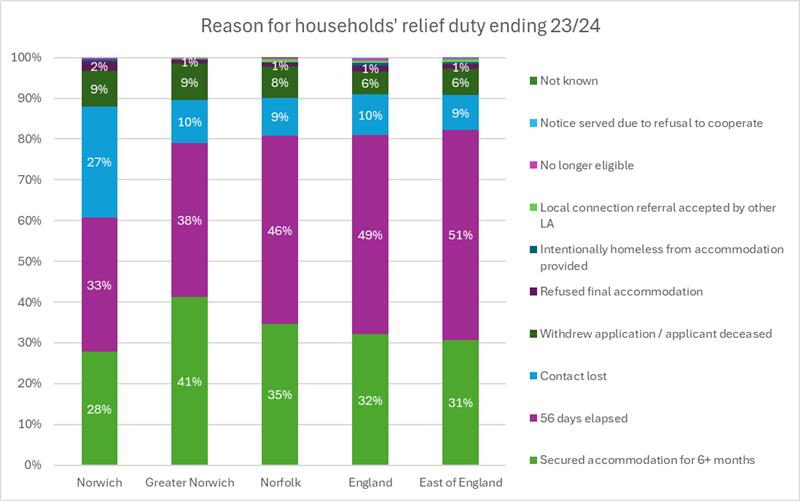 Reason for households' relief duty ending 23/24
100%
90%
80%
70%
60%
50%
40%
30%
20%
10%
0%
2%
9%
27%
33%
28%
1%
9%
10%
38%
41%
1%
8%
9%
46%
35%
1%
6%
10%
49%
32%
1%
6%
9%
51%
31%
Norwich
Greater Norwich
Norfolk
England
East of England
Not known
Notice served due to refusal to cooperate
No longer eligible
Local connection referral accepted by other
LA
Intentionally homeless from accommodation
provided
Refused final accommodation
Withdrew application / applicant deceased
Contact lost
56 days elapsed
Secured accommodation for 6+ months